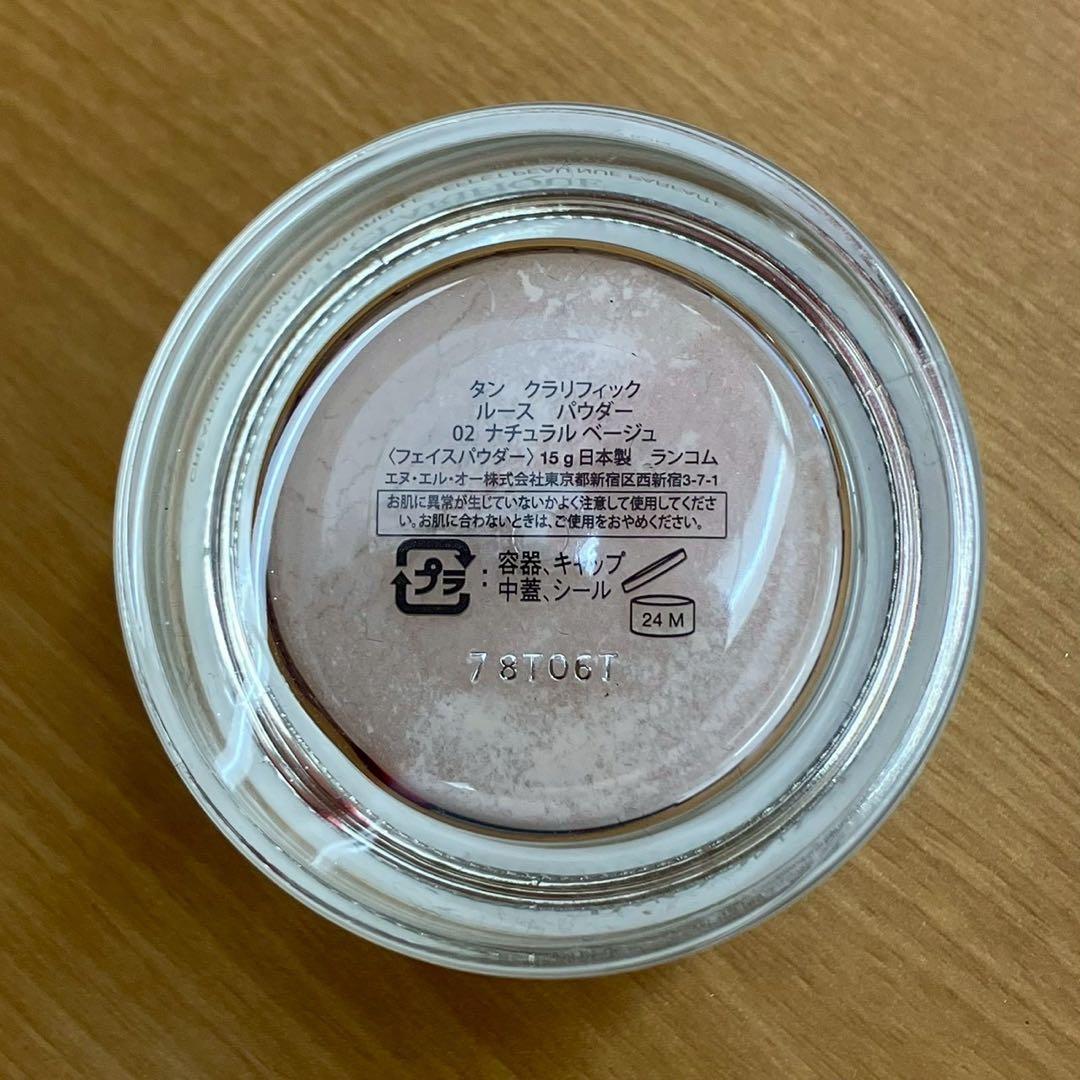 タン クラリフィック
ルース パウダー
02 ナチュラル ベージュ
〈フェイスパウダー〉15g日本製 ランコム
エヌ・エル・オー株式会社東京都新宿区西新宿3-7-1
お肌に異常が生じていないかよく注意して使用してくださ
い。お肌に合わないときは、ご使用をおやめください。
プラ : 容器、キャップ
中蓋、シール
24 M
78T06T